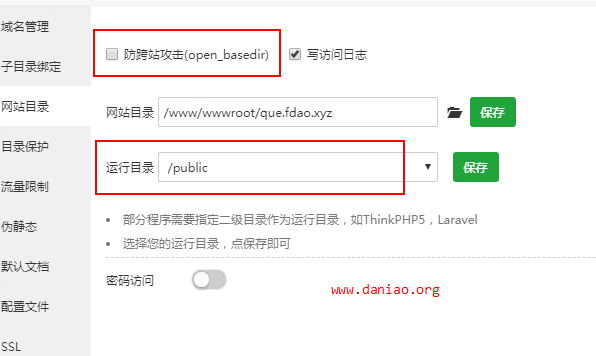 域名管理
子目录绑定
网站目录
目录保护
流量限制
伪静态
默认文档
配置文件
SSL
防跨站攻击(open_basedir) 写访问日志
网站目录 /www/wwwroot/que.fdao.xyz 保存
运行目录 /public 保存
部分程序需要指定二级目录作为运行目录，如ThinkPHP5，Laravel
选择您的运行目录，点保存即可
密码访问
www.daniao.org